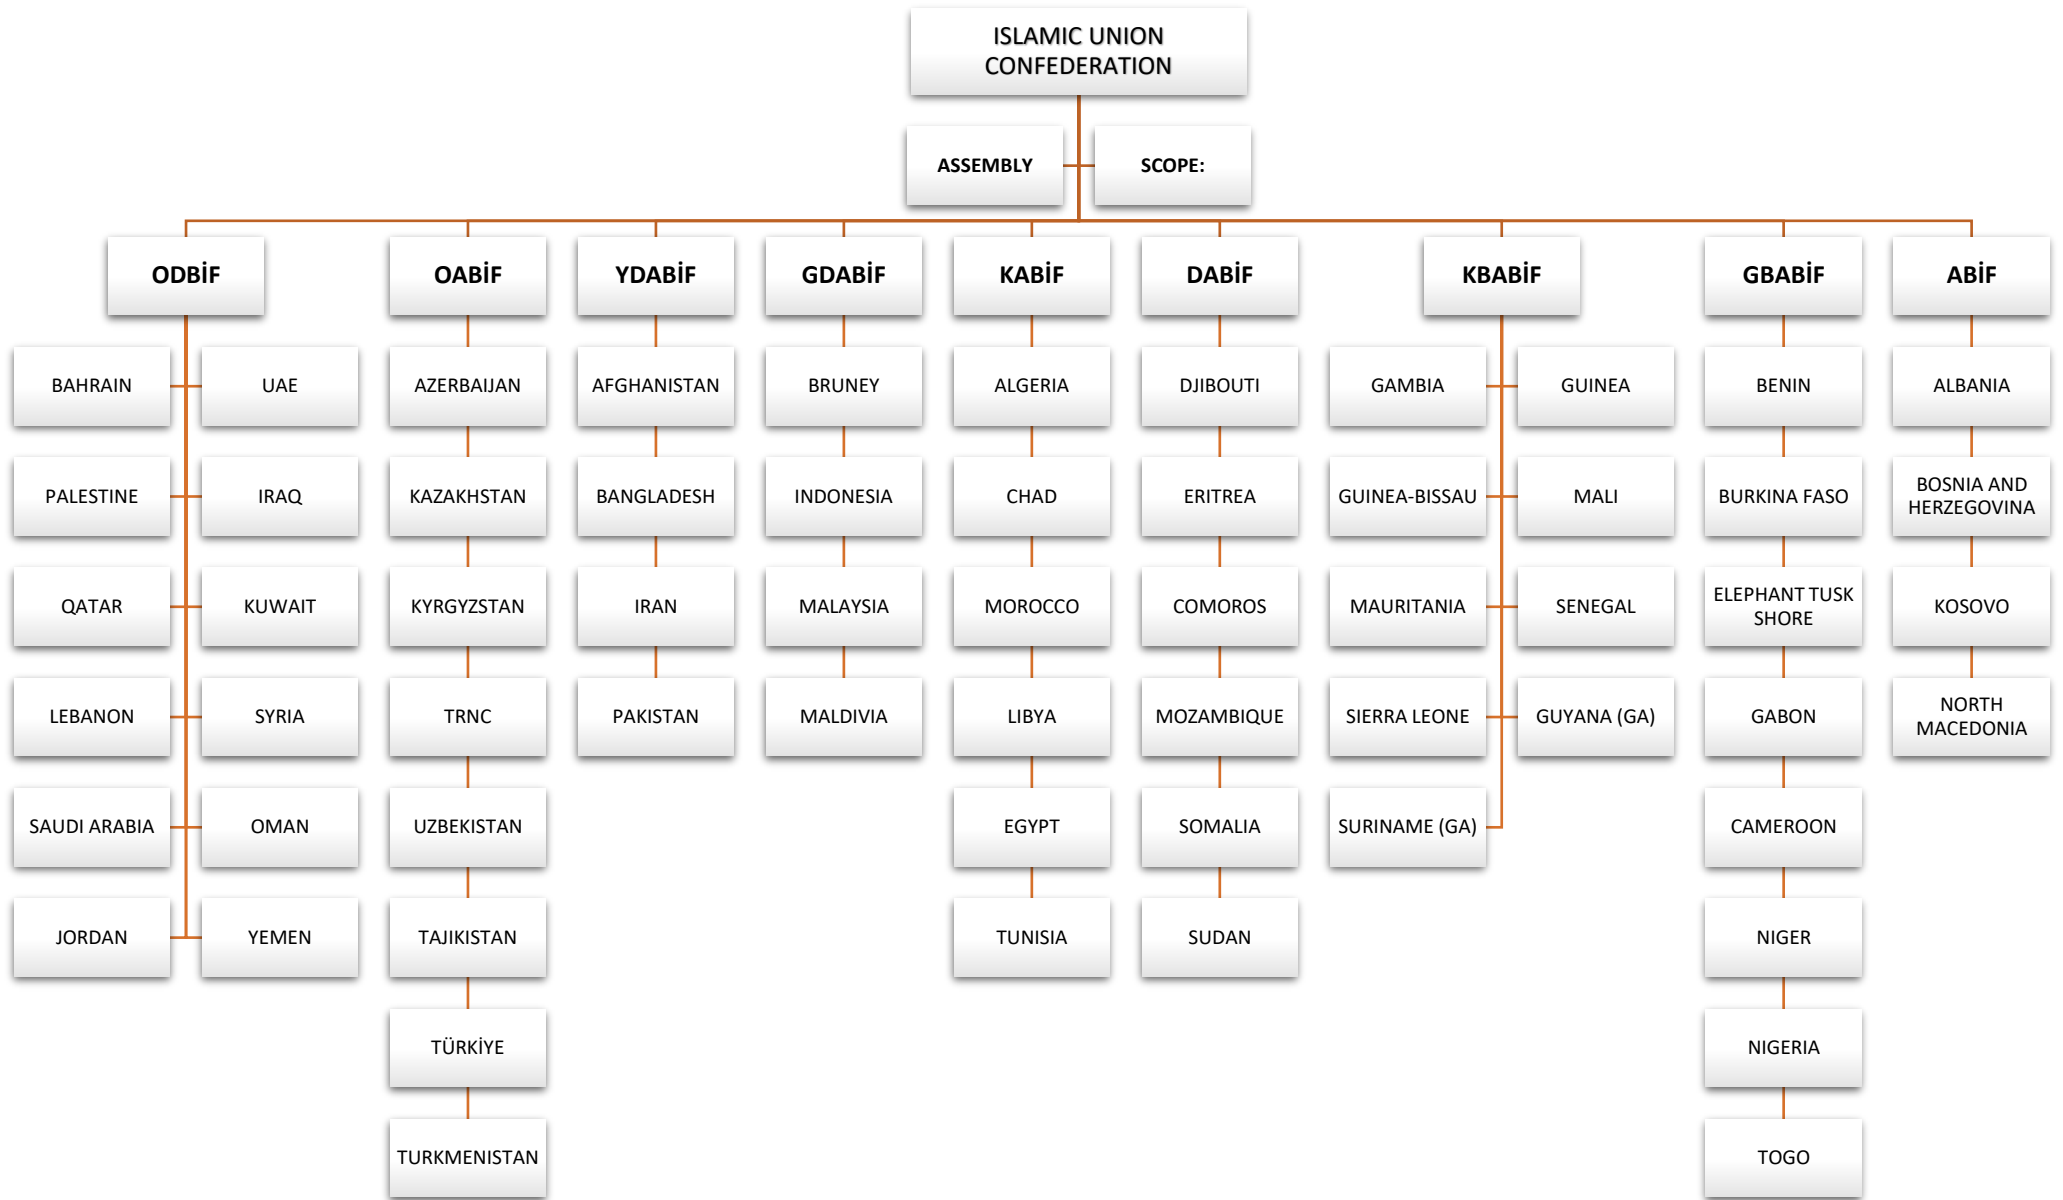 ISLAMIC UNION
CONFEDERATION
ASSEMBLY
SCOPE:
ODBİF
BAHRAIN
UAE
PALESTINE
IRAQ
QATAR
KUWAIT
LEBANON
SYRIA
SAUDI ARABIA
OMAN
JORDAN
YEMEN
OABİF
AZERBAIJAN
KAZAKHSTAN
KYRGYZSTAN
TRNC
UZBEKISTAN
TAJIKISTAN
TÜRKİYE
TURKMENISTAN
YDABİF
AFGHANISTAN
BANGLADESH
IRAN
PAKISTAN
GDABİF
BRUNEY
INDONESIA
MALAYSIA
MALDIVIA
KABİF
ALGERIA
CHAD
MOROCCO
LIBYA
EGYPT
TUNISIA
DABİF
DJIBOUTI
ERITREA
COMOROS
MOZAMBIQUE
SOMALIA
SUDAN
KBABİF
GAMBIA
GUINEA
GUINEA-BISSAU
MALI
MAURITANIA
SENEGAL
SIERRA LEONE
GUYANA (GA)
SURINAME (GA)
GBABİF
BENIN
BURKINA FASO
ELEPHANT TUSK
SHORE
GABON
CAMEROON
NIGER
NIGERIA
TOGO
ABİF
ALBANIA
BOSNIA AND
HERZEGOVINA
KOSOVO
NORTH
MACEDONIA